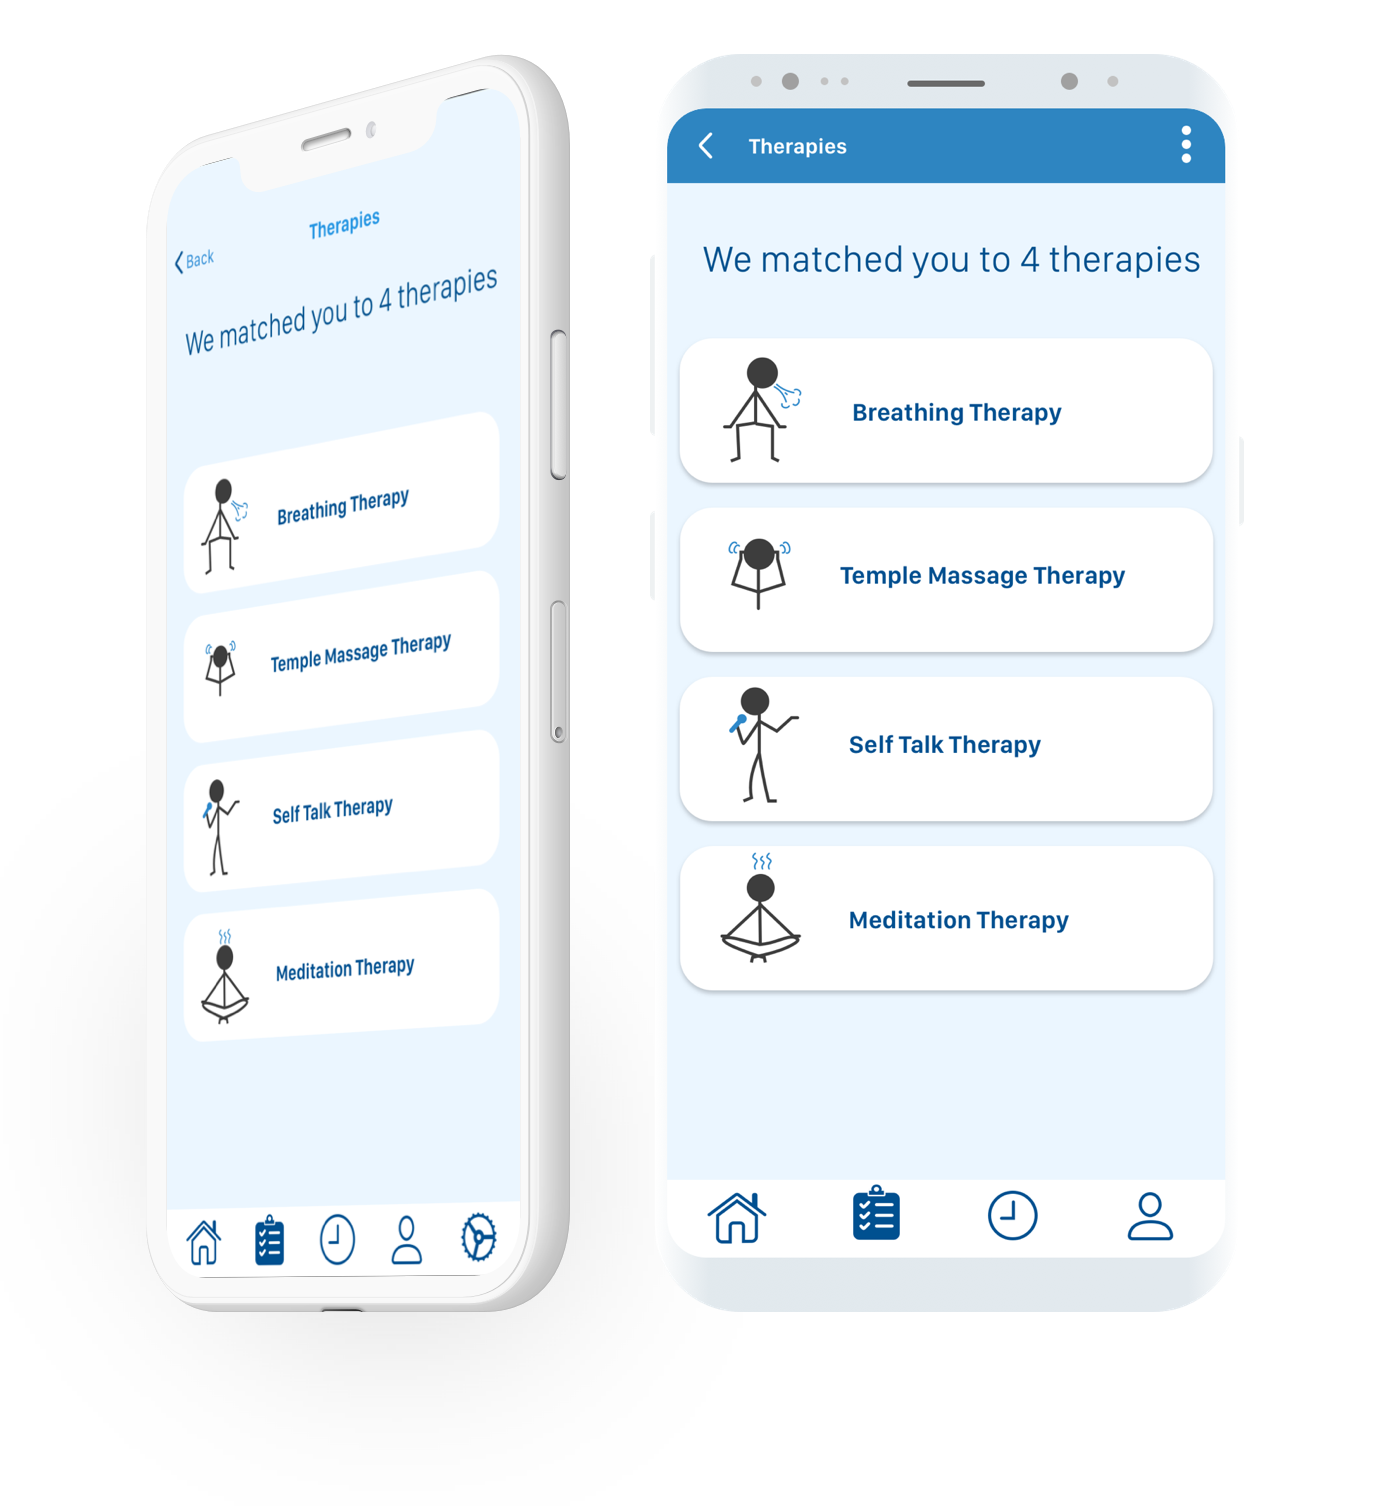 Therapies
Back
We matched you to 4 therapies
Breathing Therapy
Temple Massage Therapy
Self Talk Therapy
Meditation Therapy
Therapies
We matched you to 4 therapies
Breathing Therapy
Temple Massage Therapy
Self Talk Therapy
Meditation Therapy